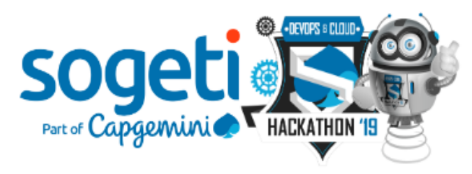 sogeti
Part of Capgemini
DEVOPS & CLOUD
HACKATHON '19